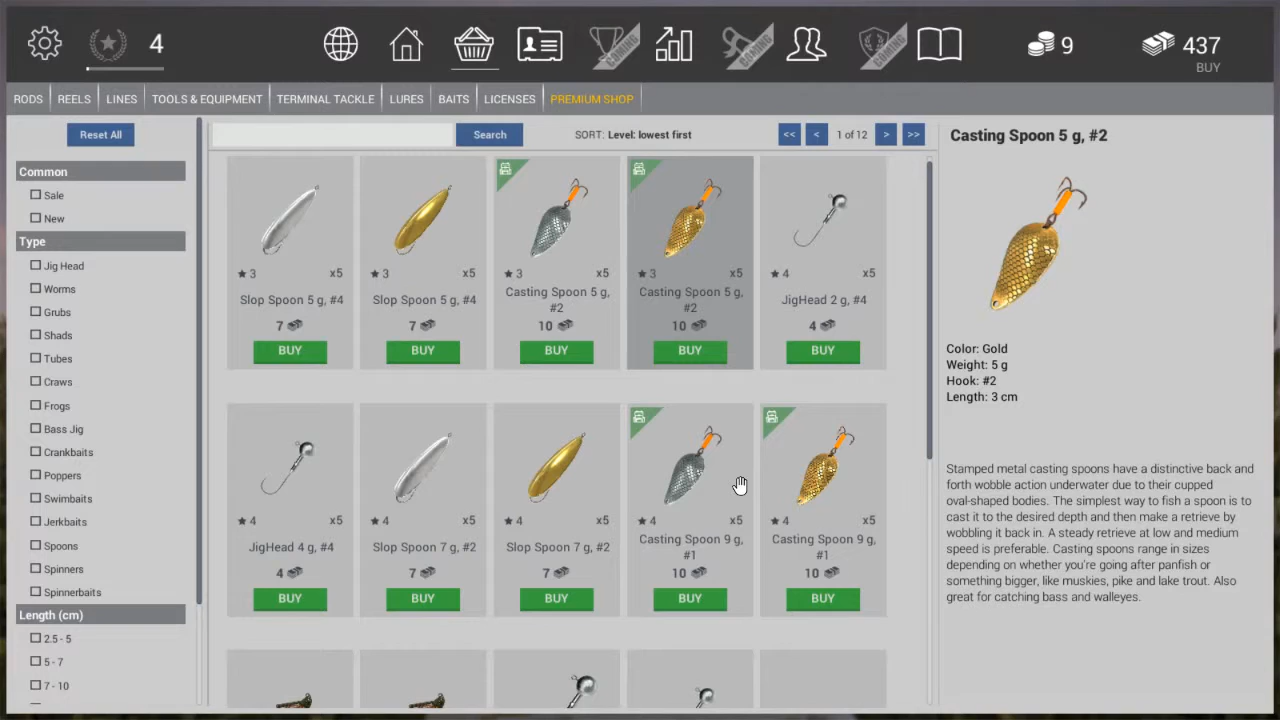 4
COMING
COMING
COMING
9
437
BUY
RODS
REELS
LINES
TOOLS & EQUIPMENT
TERMINAL TACKLE
LURES
BAITS
LICENSES
PREMIUM SHOP
Reset All
Common
Sale
New
Type
Jig Head
Worms
Grubs
Shads
Tubes
Craws
Frogs
Bass Jig
Crankbaits
Poppers
Swimbaits
Jerkbaits
Spoons
Spinners
Spinnerbaits
Length (cm)
2.5 - 5
5 - 7
7 - 10
Search
SORT: Level: lowest first
<<
<
1 of 12
>
>>
3 x5
Slop Spoon 5 g, #4
7
BUY
3 x5
Slop Spoon 5 g, #4
7
BUY
3 x5
Casting Spoon 5 g,
#2
10
BUY
3 x5
Casting Spoon 5 g,
#2
10
BUY
4 x5
JigHead 2 g, #4
4
BUY
4 x5
JigHead 4 g, #4
4
BUY
4 x5
Slop Spoon 7 g, #2
7
BUY
4 x5
Slop Spoon 7 g, #2
7
BUY
4 x5
Casting Spoon 9 g,
#1
10
BUY
4 x5
Casting Spoon 9 g,
#1
10
BUY
Casting Spoon 5 g, #2
Color: Gold
Weight: 5 g
Hook: #2
Length: 3 cm
Stamped metal casting spoons have a distinctive back and
forth wobble action underwater due to their cupped
oval-shaped bodies. The simplest way to fish a spoon is to
cast it to the desired depth and then make a retrieve by
wobbling it back in. A steady retrieve at low and medium
speed is preferable. Casting spoons range in sizes
depending on whether you're going after panfish or
something bigger, like muskies, pike and lake trout. Also
great for catching bass and walleyes.